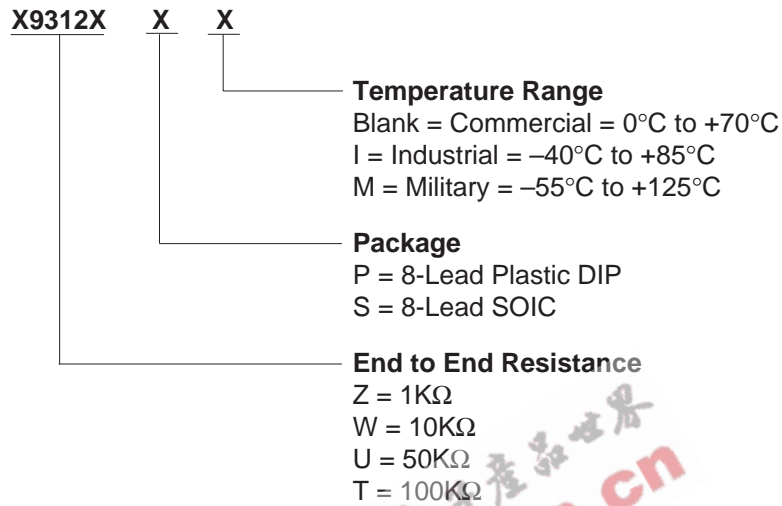 X9312X X X
Temperature Range
Blank = Commercial = 0°C to +70°C
I = Industrial = –40°C to +85°C
M = Military = –55°C to +125°C
Package
P = 8-Lead Plastic DIP
S = 8-Lead SOIC
End to End Resistance
Z = 1KΩ
W = 10KΩ
U = 50KΩ
T = 100KΩ